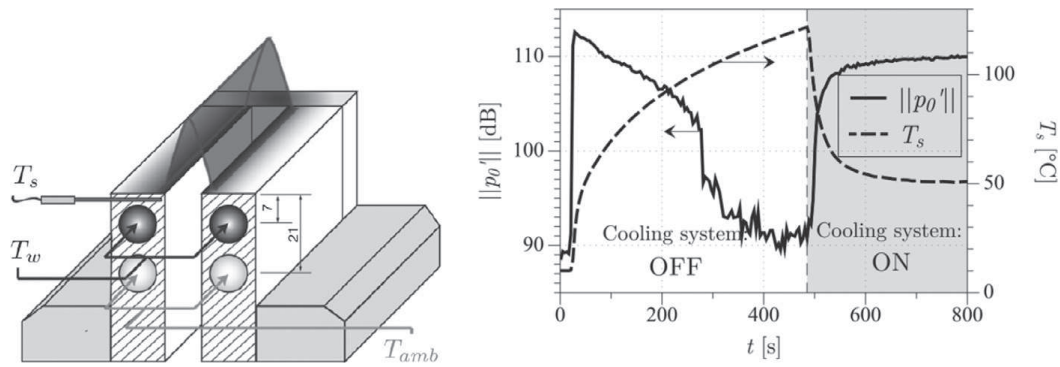 T_s
T_w
7
21
T_amb
||p_0'|| [dB]
110
100
90
0
200
400
600
800
t [s]
100
50
0
T_s [°C]
||p_0'||
T_s
Cooling system:
OFF
Cooling system:
ON